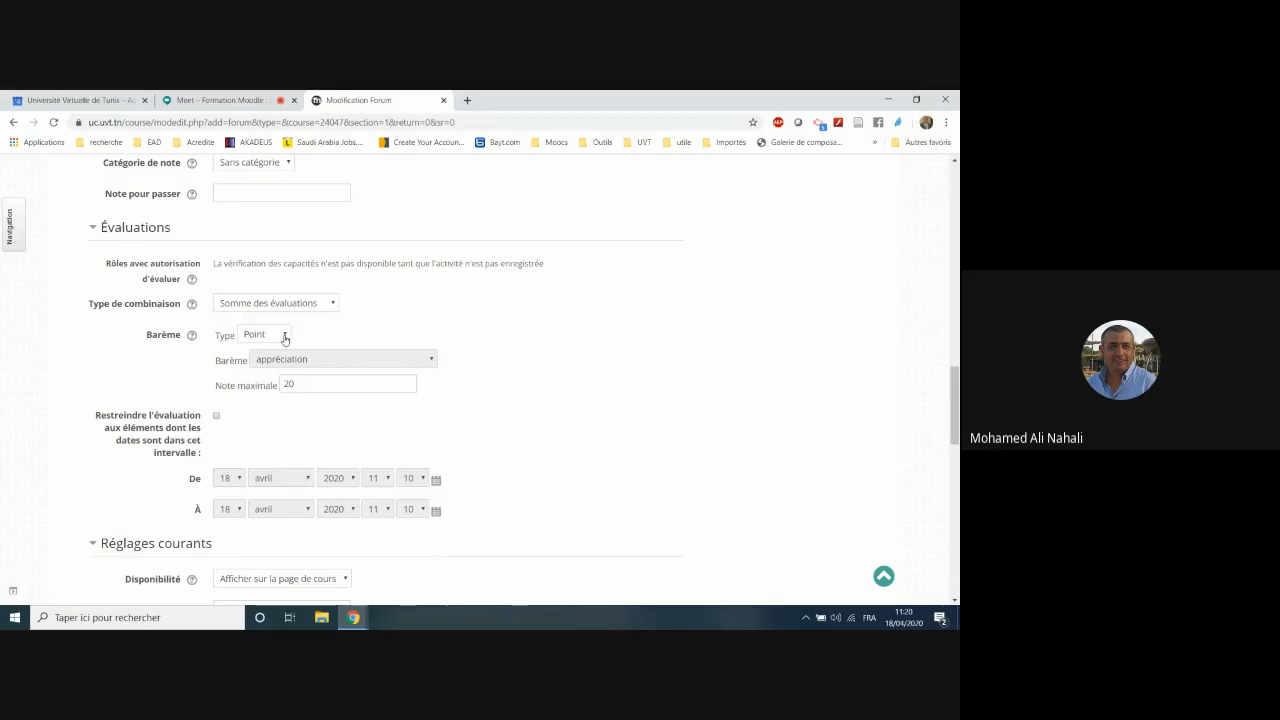 Université Virtuelle de Tunis – Ac
Meet – Formation Moodle :
Modification Forum
uc.uvt.tn/course/modedit.php?add=forum&type=&course=24047&section=1&return=0&sr=0
Applications recherche EAD Acredite AKADEUS Saudi Arabia Jobs,... Create Your Accoun... Bayt.com Moocs Outils UVT utile Importés Galerie de composa... » Autres favoris
Navigation
Catégorie de note Sans catégorie
Note pour passer
Évaluations
Rôles avec autorisation d'évaluer
La vérification des capacités n'est pas disponible tant que l'activité n'est pas enregistrée
Type de combinaison Somme des évaluations
Barème Type Point
Barème appréciation
Note maximale 20
Restreindre l'évaluation
aux éléments dont les
dates sont dans cet
intervalle :
De 18 avril 2020 11 10
À 18 avril 2020 11 10
Réglages courants
Disponibilité Afficher sur la page de cours
Taper ici pour rechercher
FRA
11:20
18/04/2020
2
Mohamed Ali Nahali